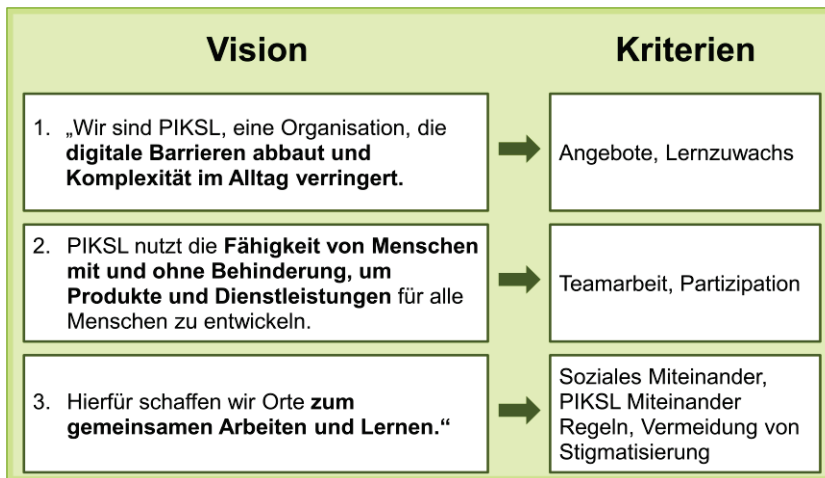 Vision
Kriterien
1. „Wir sind PIKSL, eine Organisation, die
digitale Barrieren abbaut und
Komplexität im Alltag verringert.
Angebote, Lernzuwachs
2. PIKSL nutzt die Fähigkeit von Menschen
mit und ohne Behinderung, um
Produkte und Dienstleistungen für alle
Menschen zu entwickeln.
Teamarbeit, Partizipation
3. Hierfür schaffen wir Orte zum
gemeinsamen Arbeiten und Lernen.“
Soziales Miteinander,
PIKSL Miteinander
Regeln, Vermeidung von
Stigmatisierung